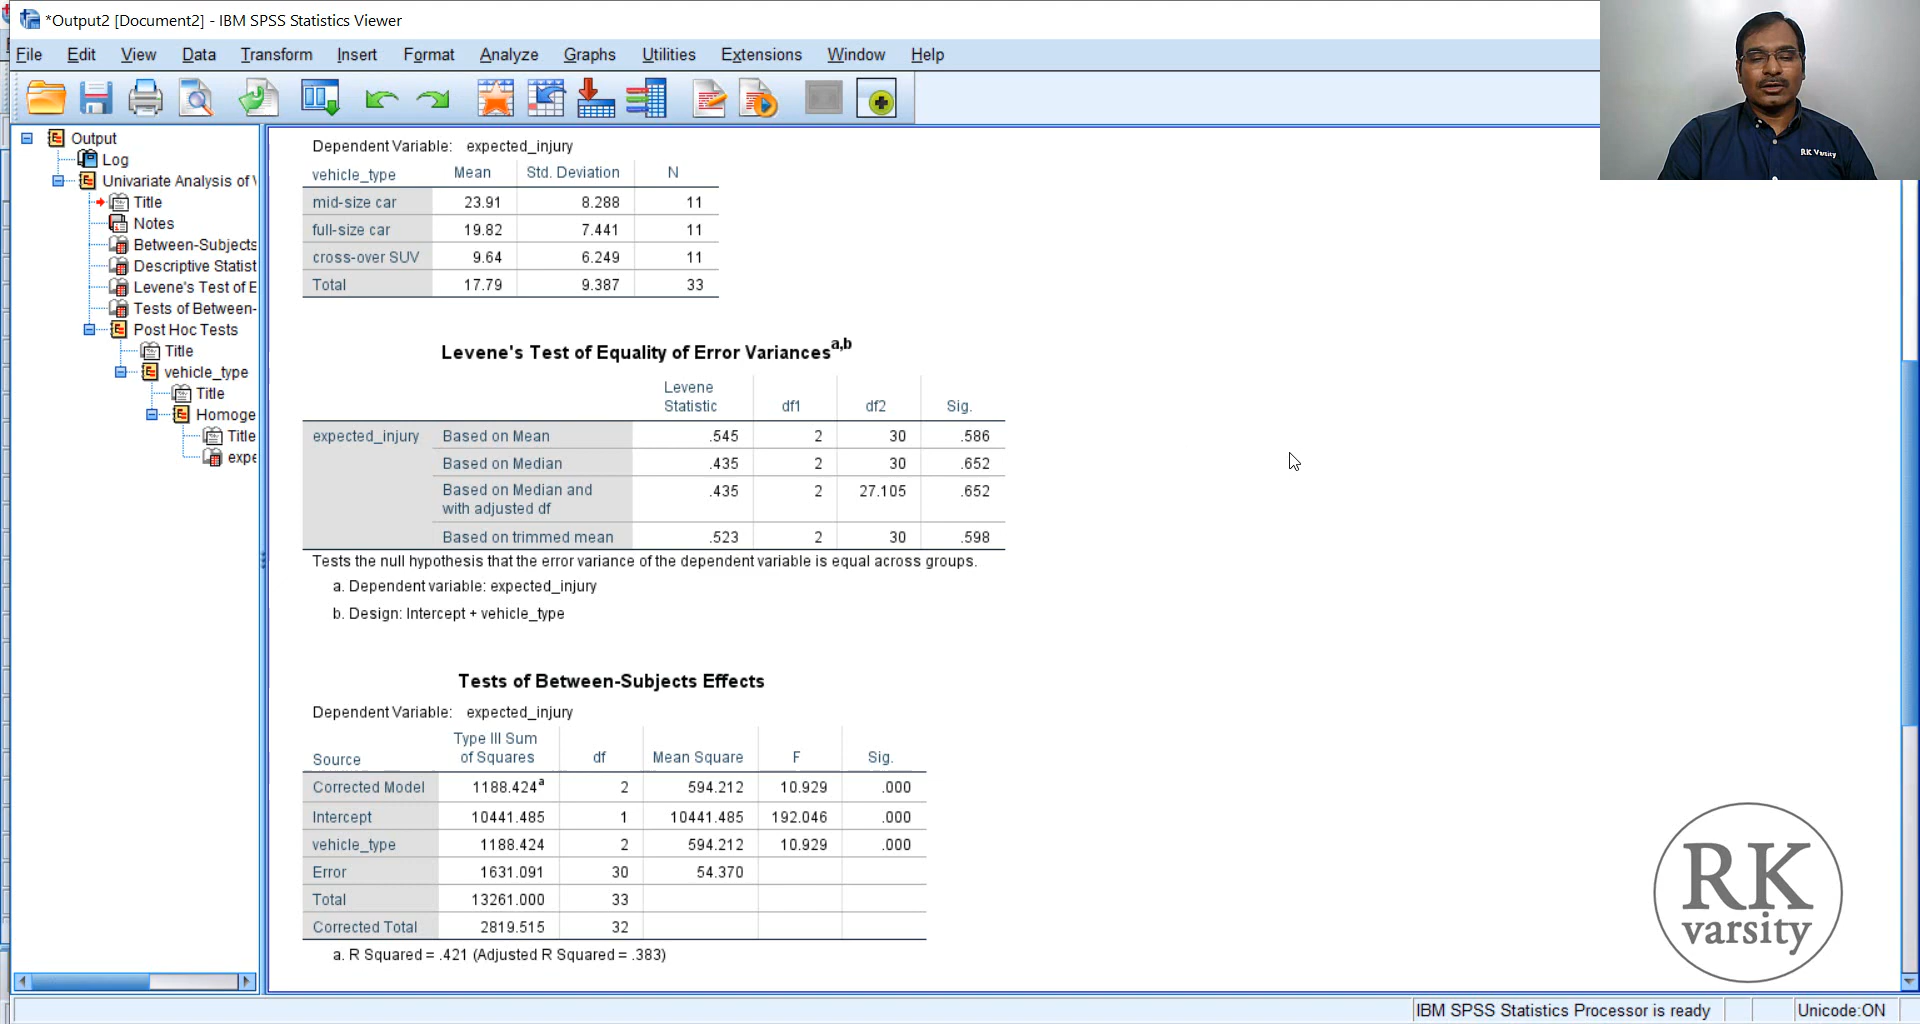 *Output2 [Document2] - IBM SPSS Statistics Viewer
File Edit View Data Transform Insert Format Analyze Graphs Utilities Extensions Window Help
RK Varsity
Output
Log
Univariate Analysis of
Title
Notes
Between-Subjects
Descriptive Statist
Levene's Test of E
Tests of Between-
Post Hoc Tests
Title
vehicle_type
Title
Homoge
Title
expe
Dependent Variable: expected_injury
vehicle_type Mean Std. Deviation N
mid-size car 23.91 8.288 11
full-size car 19.82 7.441 11
cross-over SUV 9.64 6.249 11
Total 17.79 9.387 33
Levene's Test of Equality of Error Variances a,b
Levene Statistic df1 df2 Sig.
expected_injury Based on Mean .545 2 30 .586
Based on Median .435 2 30 .652
Based on Median and with adjusted df .435 2 27.105 .652
Based on trimmed mean .523 2 30 .598
Tests the null hypothesis that the error variance of the dependent variable is equal across groups.
a. Dependent variable: expected_injury
b. Design: Intercept + vehicle_type
Tests of Between-Subjects Effects
Dependent Variable: expected_injury
Source Type III Sum of Squares df Mean Square F Sig.
Corrected Model 1188.424 a 2 594.212 10.929 .000
Intercept 10441.485 1 10441.485 192.046 .000
vehicle_type 1188.424 2 594.212 10.929 .000
Error 1631.091 30 54.370
Total 13261.000 33
Corrected Total 2819.515 32
a. R Squared = .421 (Adjusted R Squared = .383)
RK
varsity
IBM SPSS Statistics Processor is ready Unicode:ON